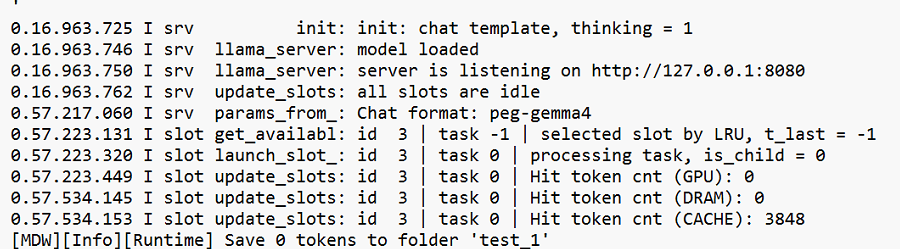 0.16.963.725 I srv          init: init: chat template, thinking = 1
0.16.963.746 I srv  llama_server: model loaded
0.16.963.750 I srv  llama_server: server is listening on http://127.0.0.1:8080
0.16.963.762 I srv  update_slots: all slots are idle
0.57.217.060 I srv  params_from_: Chat format: peg-gemma4
0.57.223.131 I slot get_availabl: id  3 | task -1 | selected slot by LRU, t_last = -1
0.57.223.320 I slot launch_slot_: id  3 | task 0 | processing task, is_child = 0
0.57.223.449 I slot update_slots: id  3 | task 0 | Hit token cnt (GPU): 0
0.57.534.145 I slot update_slots: id  3 | task 0 | Hit token cnt (DRAM): 0
0.57.534.153 I slot update_slots: id  3 | task 0 | Hit token cnt (CACHE): 3848
[MDW][Info][Runtime] Save 0 tokens to folder 'test_1'